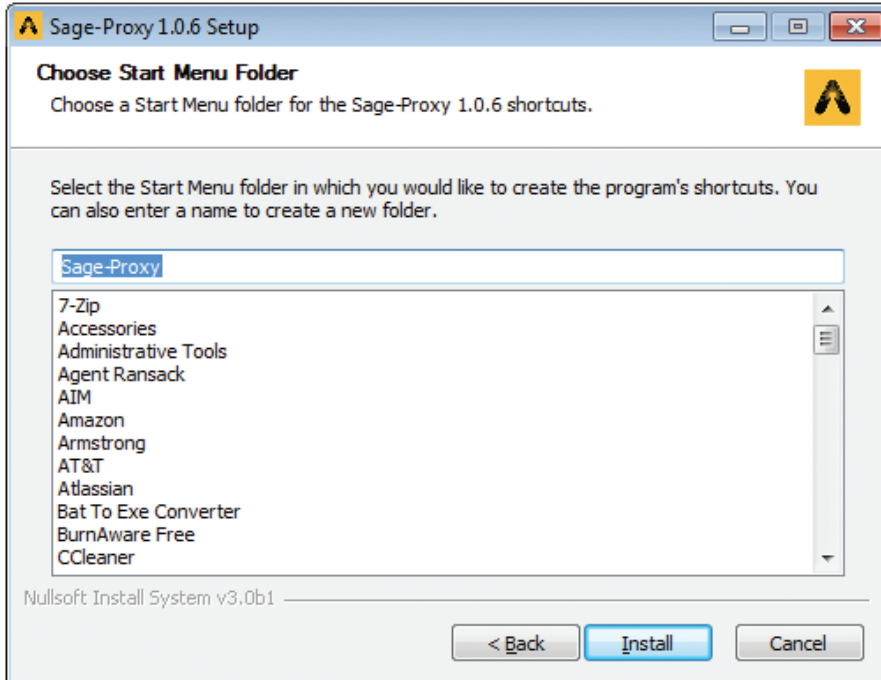 Sage-Proxy 1.0.6 Setup
Choose Start Menu Folder
Choose a Start Menu folder for the Sage-Proxy 1.0.6 shortcuts.
Select the Start Menu folder in which you would like to create the program's shortcuts. You
can also enter a name to create a new folder.
Sage-Proxy
7-Zip
Accessories
Administrative Tools
Agent Ransack
AIM
Amazon
Armstrong
AT&T
Atlassian
Bat To Exe Converter
BurnAware Free
CCleaner
Nullsoft Install System v3.0b1
< Back Install Cancel